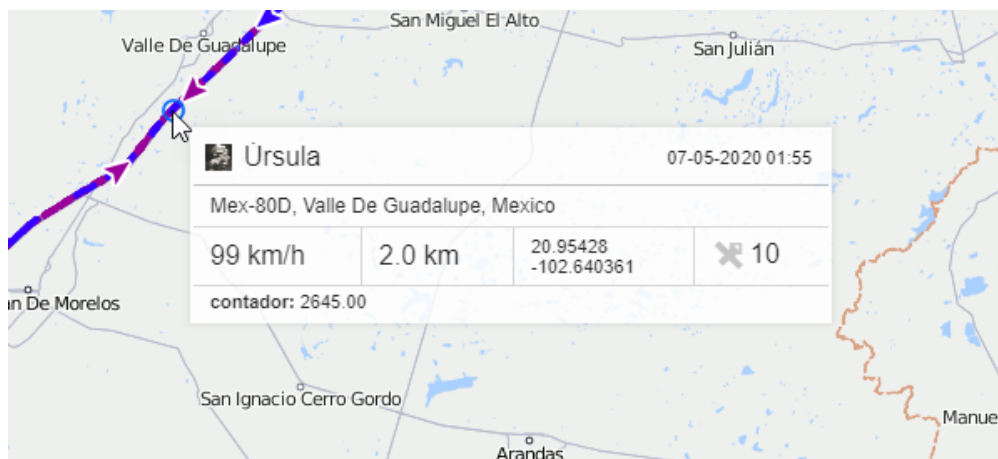 San Miguel El Alto
Valle De Guadalupe
San Julián
Úrsula
07-05-2020 01:55
Mex-80D, Valle De Guadalupe, Mexico
99 km/h
2.0 km
20.95428
-102.640361
10
contador: 2645.00
n De Morelos
San Ignacio Cerro Gordo
Manue
Arandas